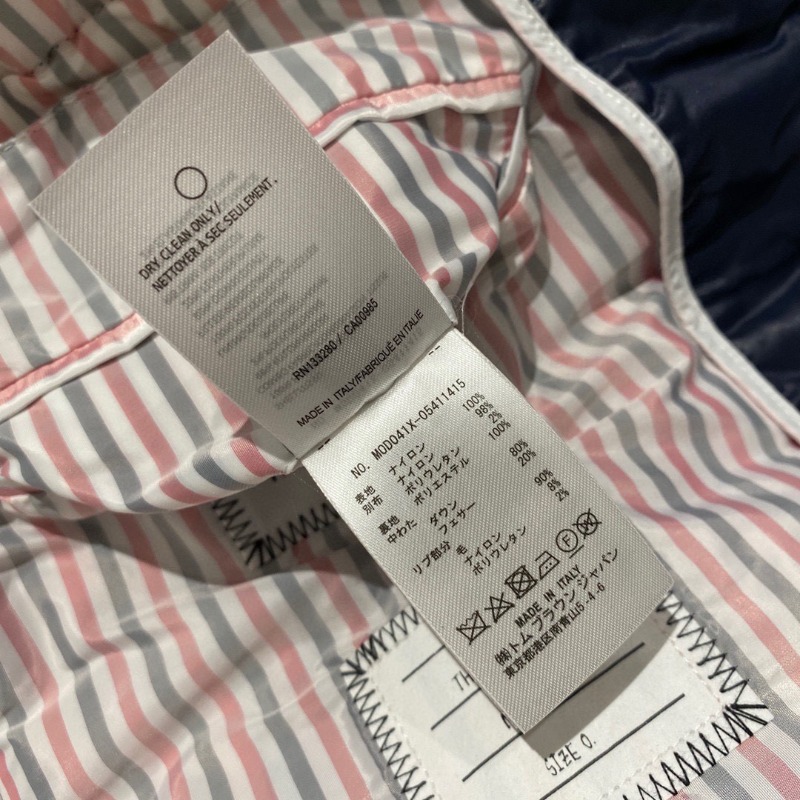 DRY CLEAN ONLY/
NETTOYER A SEC SEULEMENT.
RN133280 / CA00985
MADE IN ITALY/FABRIQUÉ EN ITALIE
NO. MOD041X-05411415
表地 ナイロン 100%
別布 ナイロン 98%
ポリウレタン 2%
裏地 ポリエステル 100%
中わた ダウン 80%
フェザー 20%
リブ部分 毛 90%
ナイロン 8%
ポリウレタン 2%
MADE IN ITALY
㈱トム ブラウン ジャパン
東京都港区南青山5-4-6
TH
SIZE 0.